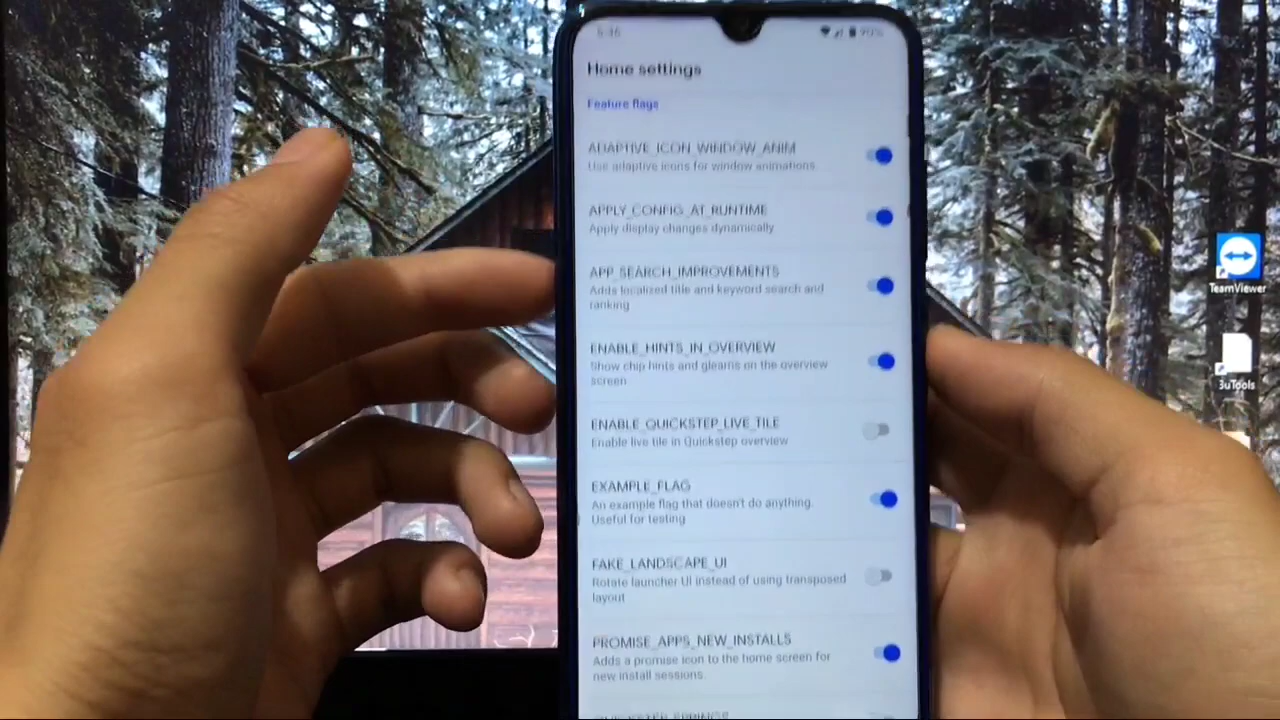 5:46
90%
Home settings
Feature flags
ADAPTIVE_ICON_WINDOW_ANIM
Use adaptive icons for window animations.
APPLY_CONFIG_AT_RUNTIME
Apply display changes dynamically
APP_SEARCH_IMPROVEMENTS
Adds localized title and keyword search and
ranking
ENABLE_HINTS_IN_OVERVIEW
Show chip hints and gleams on the overview
screen
ENABLE_QUICKSTEP_LIVE_TILE
Enable live tile in Quickstep overview
EXAMPLE_FLAG
An example flag that doesn't do anything.
Useful for testing
FAKE_LANDSCAPE_UI
Rotate launcher UI instead of using transposed
layout
PROMISE_APPS_NEW_INSTALLS
Adds a promise icon to the home screen for
new install sessions.
TeamViewer
3uTools